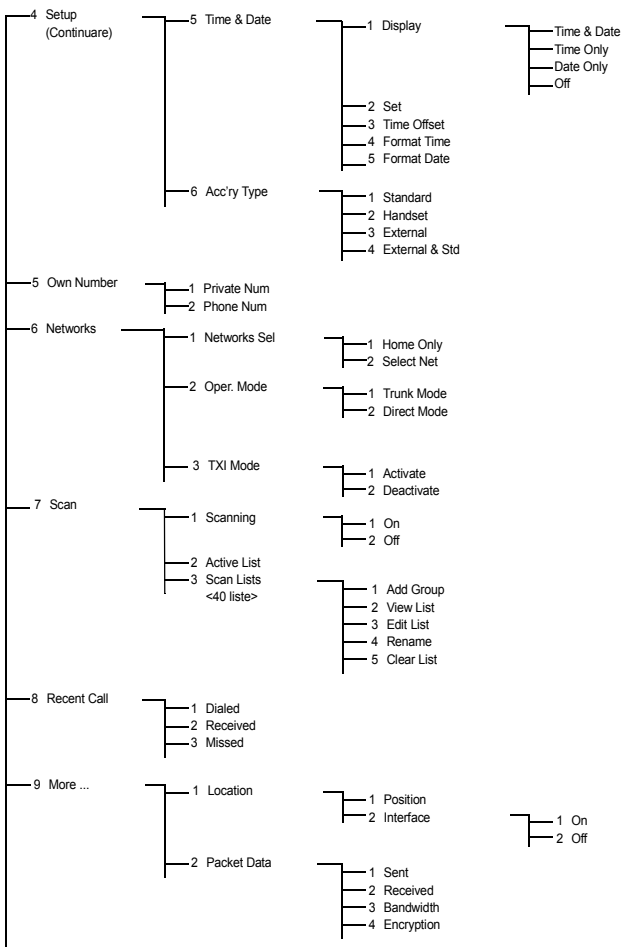 4 Setup
(Continuare)
5 Time & Date
1 Display
Time & Date
Time Only
Date Only
Off
2 Set
3 Time Offset
4 Format Time
5 Format Date
6 Acc'ry Type
1 Standard
2 Handset
3 External
4 External & Std
5 Own Number
1 Private Num
2 Phone Num
6 Networks
1 Networks Sel
1 Home Only
2 Select Net
2 Oper. Mode
1 Trunk Mode
2 Direct Mode
3 TXI Mode
1 Activate
2 Deactivate
7 Scan
1 Scanning
1 On
2 Off
2 Active List
3 Scan Lists
<40 liste>
1 Add Group
2 View List
3 Edit List
4 Rename
5 Clear List
8 Recent Call
1 Dialed
2 Received
3 Missed
9 More ...
1 Location
1 Position
2 Interface
1 On
2 Off
2 Packet Data
1 Sent
2 Received
3 Bandwidth
4 Encryption